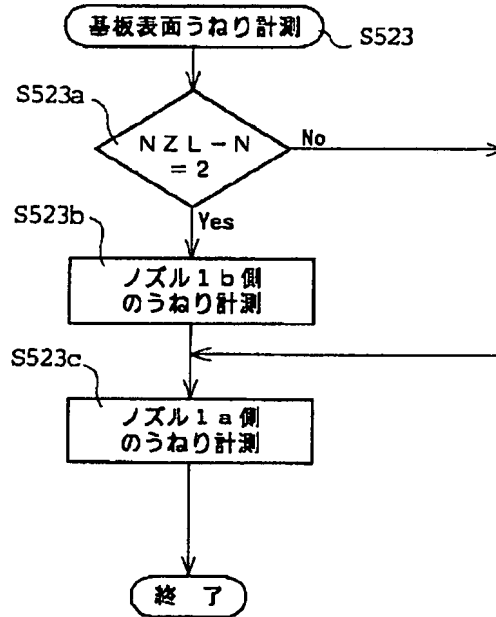 基板表面うねり計測
S523
S523a
NZL-N
=2
No
Yes
S523b
ノズル1b側
のうねり計測
S523c
ノズル1a側
のうねり計測
終 了